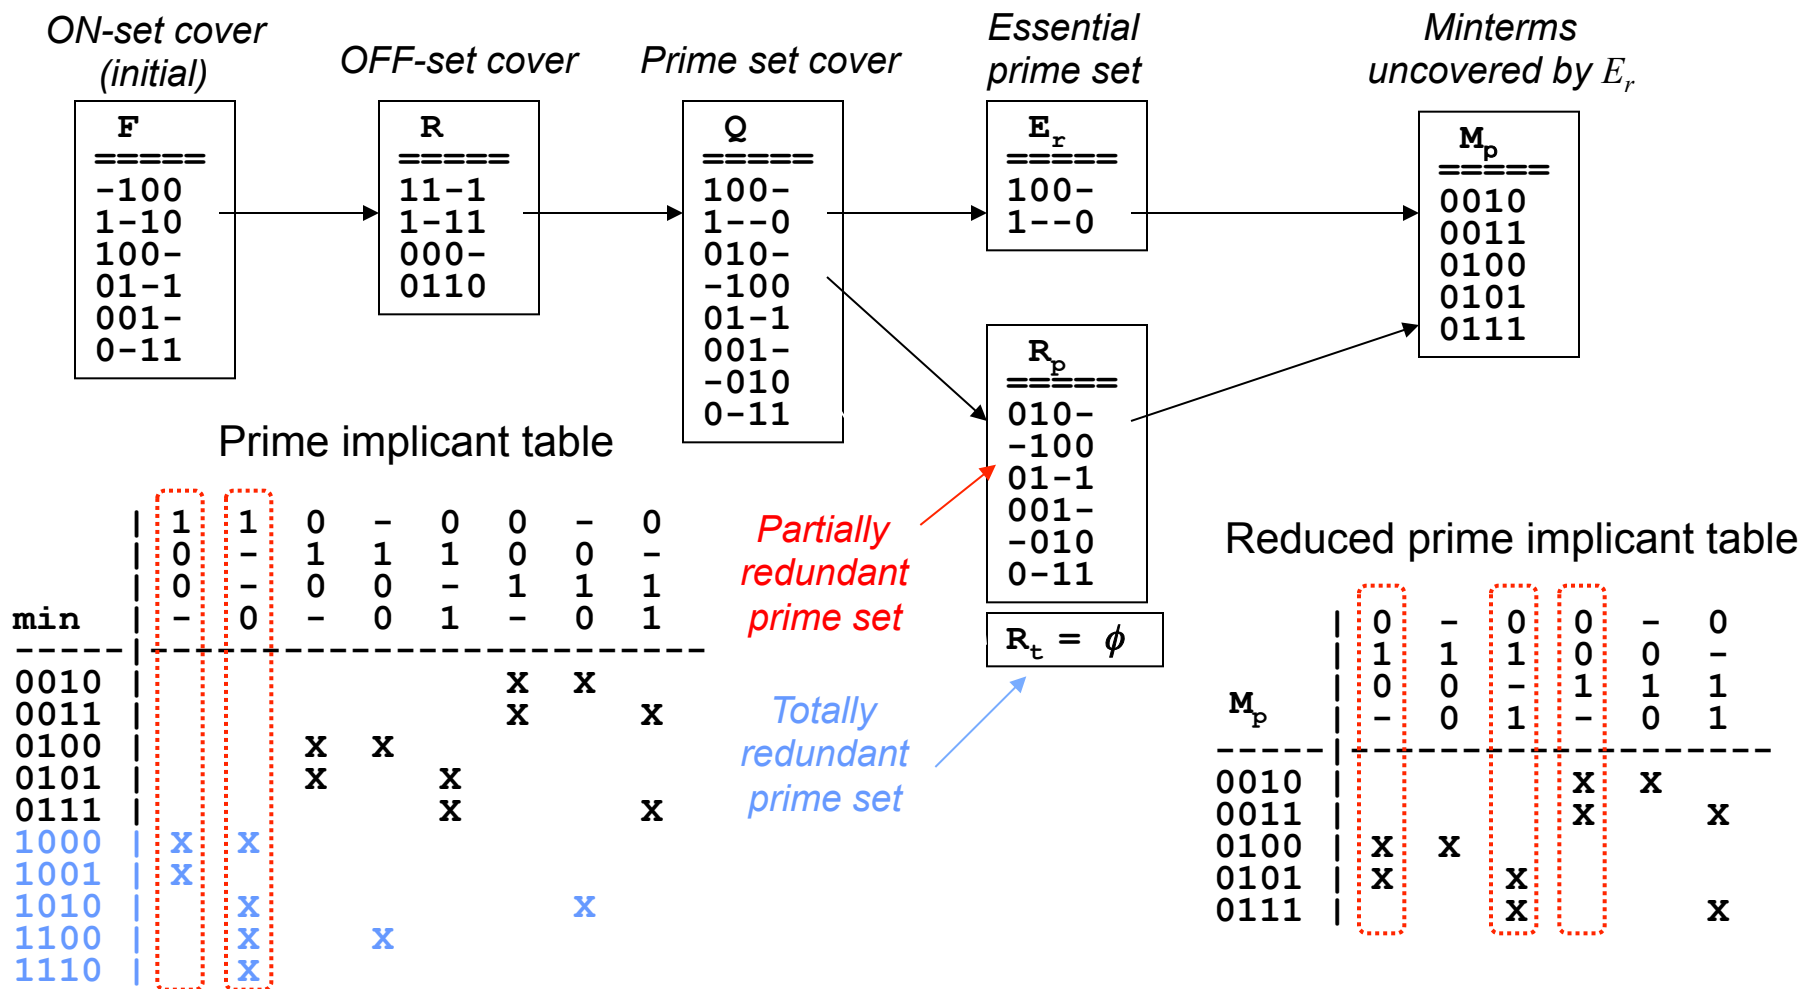 ON-set cover
(initial)
OFF-set cover
Prime set cover
Essential
prime set
Minterms
uncovered by Er
F
=====
-100
1-10
100-
01-1
001-
0-11
R
=====
11-1
1-11
000-
0110
Q
=====
100-
1--0
010-
-100
01-1
001-
-010
0-11
Er
=====
100-
1--0
Mp
=====
0010
0011
0100
0101
0111
Rp
=====
010-
-100
01-1
001-
-010
0-11
Rt = ϕ
Partially
redundant
prime set
Totally
redundant
prime set
Prime implicant table
| 1 1 0 - 0 0 - 0
| 0 - 1 1 1 0 0 -
| 0 - 0 0 - 1 1 1
min | - 0 - 0 1 - 0 1
-----|-----------------
0010 | x x
0011 | x x
0100 | x x
0101 | x x
0111 | x x
1000 | x x
1001 | x
1010 | x x
1100 | x x
1110 | x
Reduced prime implicant table
| 0 - 0 0 - 0
| 1 1 1 0 0 -
| 0 0 - 1 1 1
Mp | - 0 1 - 0 1
-----|-------------
0010 | x x
0011 | x x
0100 | x x
0101 | x x
0111 | x x